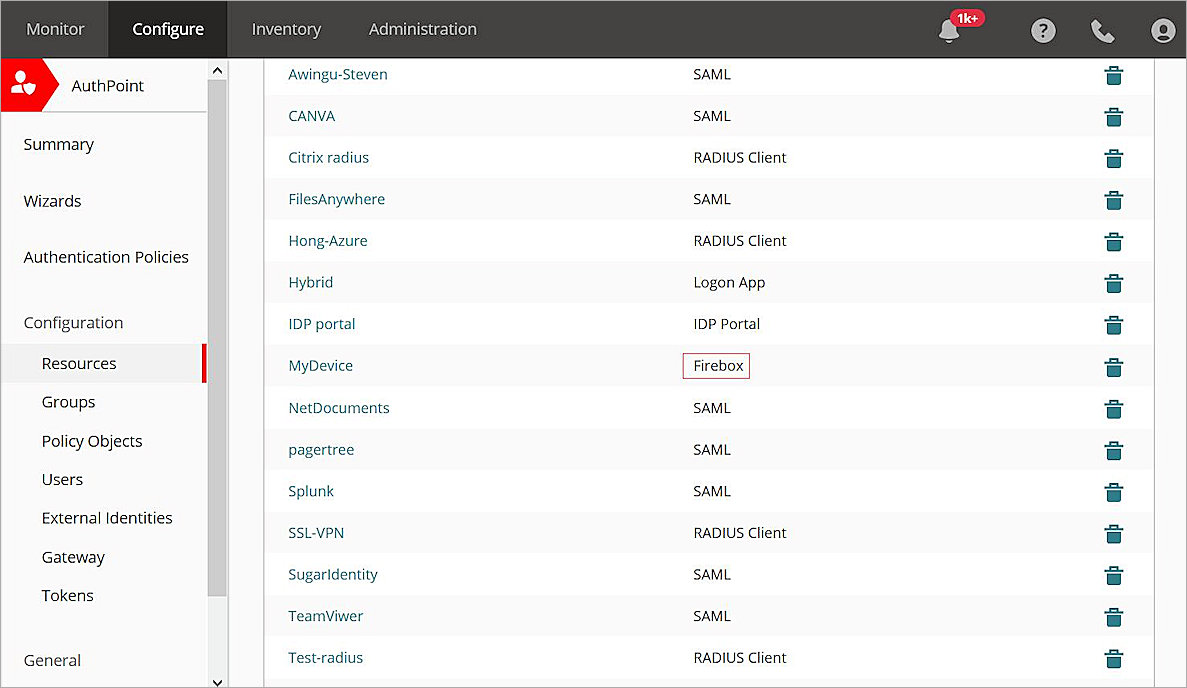 Monitor Configure Inventory Administration 1k+ ?
AuthPoint
Summary
Wizards
Authentication Policies
Configuration
Resources
Groups
Policy Objects
Users
External Identities
Gateway
Tokens
General
Awingu-Steven SAML
CANVA SAML
Citrix radius RADIUS Client
FilesAnywhere SAML
Hong-Azure RADIUS Client
Hybrid Logon App
IDP portal IDP Portal
MyDevice Firebox
NetDocuments SAML
pagertree SAML
Splunk SAML
SSL-VPN RADIUS Client
SugarIdentity SAML
TeamViwer SAML
Test-radius RADIUS Client